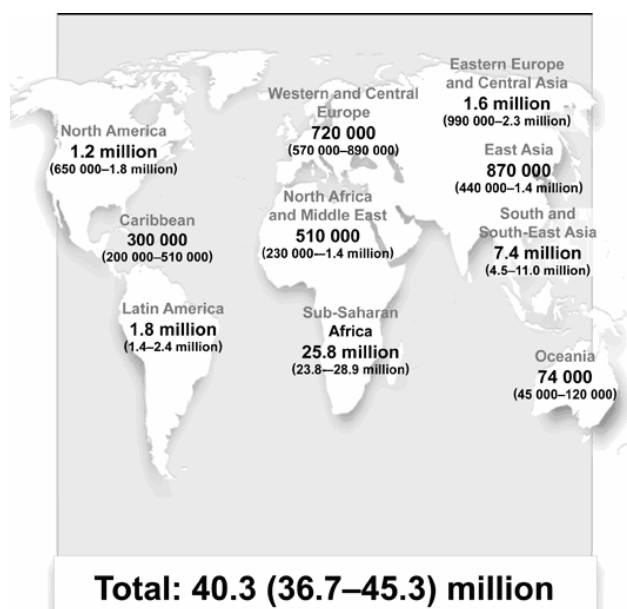 Eastern Europe
and Central Asia
1.6 million
(990 000–2.3 million)
Western and Central
Europe
720 000
(570 000–890 000)
North America
1.2 million
(650 000–1.8 million)
East Asia
870 000
(440 000–1.4 million)
North Africa
and Middle East
510 000
(230 000–1.4 million)
Caribbean
300 000
(200 000–510 000)
South and
South-East Asia
7.4 million
(4.5–11.0 million)
Latin America
1.8 million
(1.4–2.4 million)
Sub-Saharan
Africa
25.8 million
(23.8–28.9 million)
Oceania
74 000
(45 000–120 000)
Total: 40.3 (36.7–45.3) million